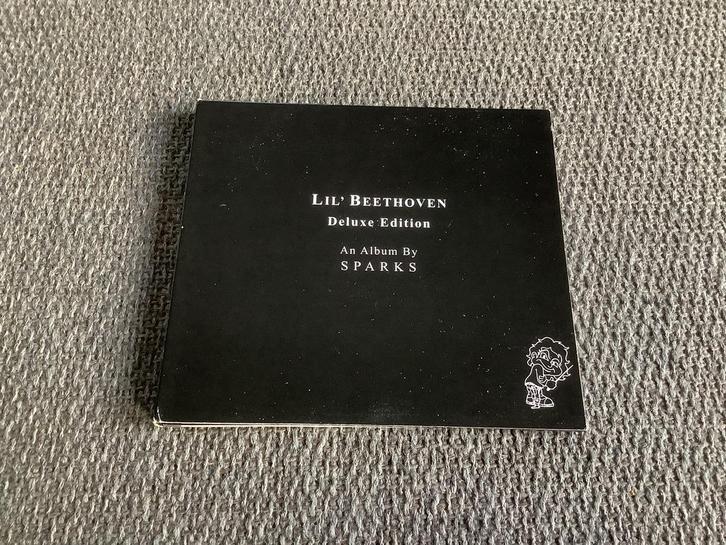 LIL' BEETHOVEN
Deluxe Edition
An Album By
SPARKS